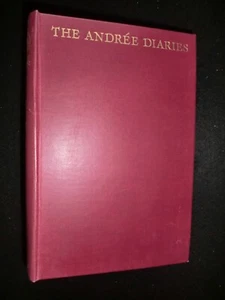 THE ANDRÉE DIARIES